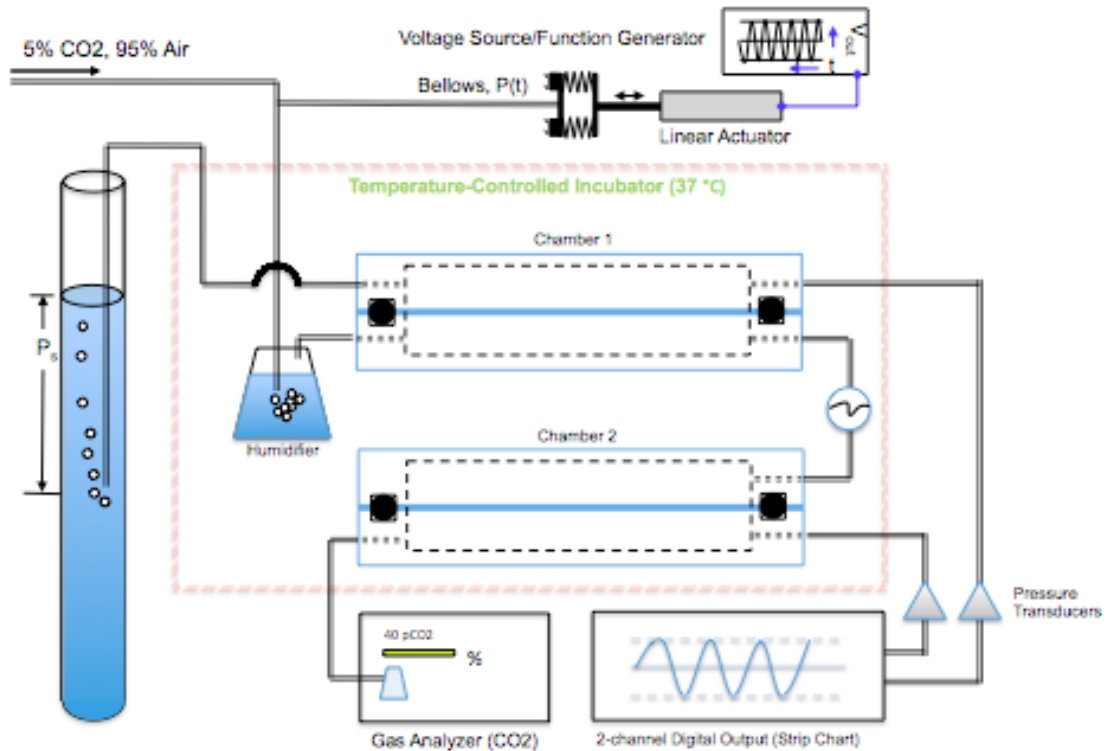 5% CO2, 95% Air
Voltage Source/Function Generator
Vout
t
Bellows, P(t)
Linear Actuator
Temperature-Controlled Incubator (37 °C)
Chamber 1
Ps
Humidifier
Chamber 2
Pressure
Transducers
40 pCO2
%
Gas Analyzer (CO2)
2-channel Digital Output (Strip Chart)